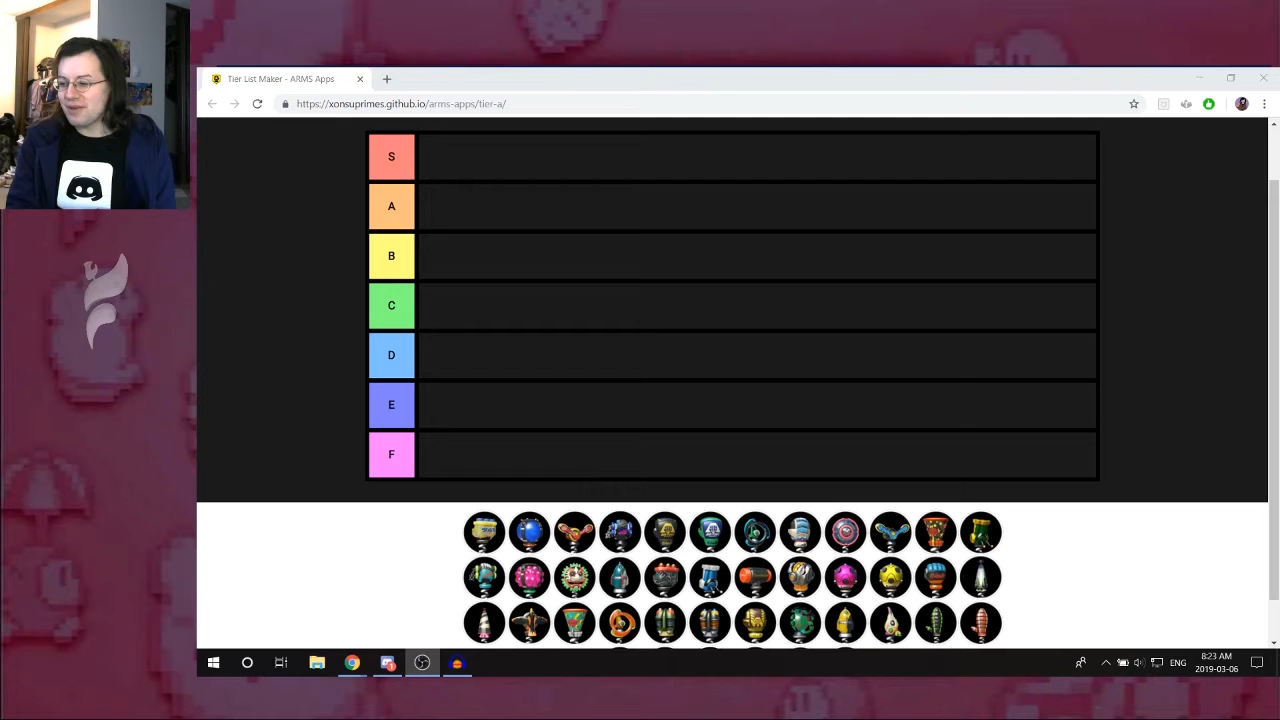 Tier List Maker - ARMS Apps
https://xonsuprimes.github.io/arms-apps/tier-a/
S
A
B
C
D
E
F
ENG
8:23 AM
2019-03-06